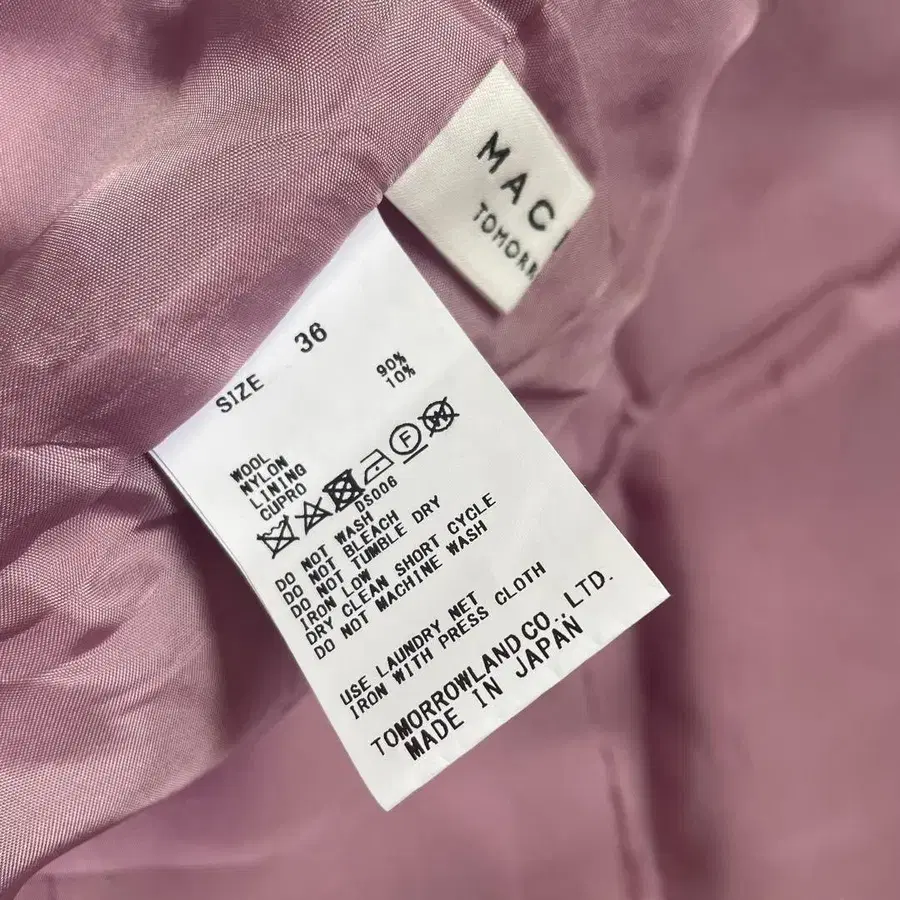 MAC
TOMORR
SIZE 36
WOOL 90%
NYLON 10%
LINING
CUPRO
F
W
DS006
DO NOT WASH
DO NOT BLEACH
DO NOT TUMBLE DRY
IRON LOW
DRY CLEAN SHORT CYCLE
DO NOT MACHINE WASH
USE LAUNDRY NET
IRON WITH PRESS CLOTH
TOMORROWLAND CO., LTD.
MADE IN JAPAN